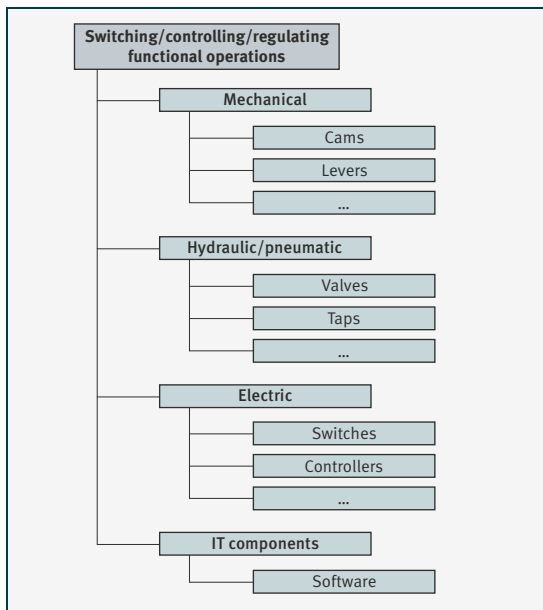 Switching/controlling/regulating
functional operations
Mechanical
Cams
Levers
...
Hydraulic/pneumatic
Valves
Taps
...
Electric
Switches
Controllers
...
IT components
Software